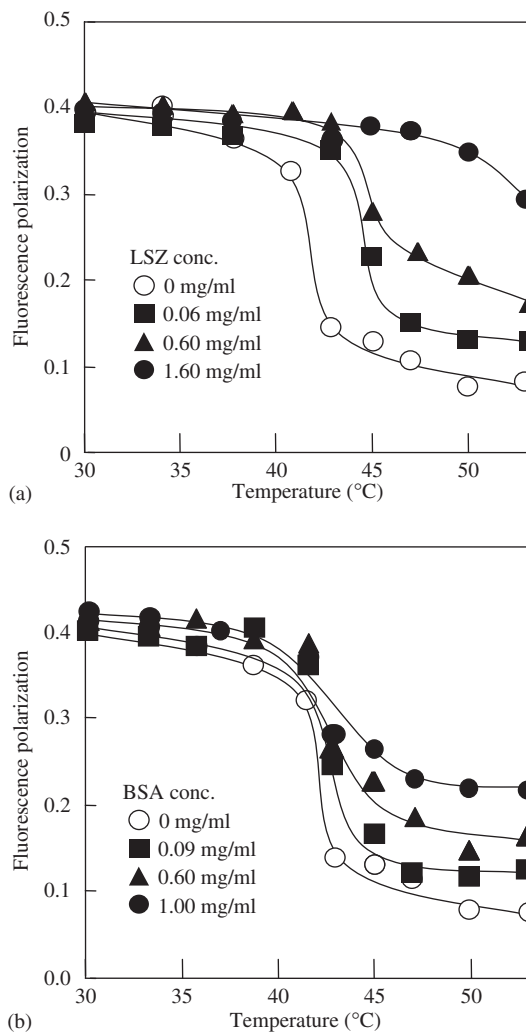 0.5
0.4
0.3
0.2
0.1
0
Fluorescence polarization
LSZ conc.
0 mg/ml
0.06 mg/ml
0.60 mg/ml
1.60 mg/ml
30 35 40 45 50
Temperature (°C)
(a)
0.5
0.4
0.3
0.2
0.1
0.0
Fluorescence polarization
BSA conc.
0 mg/ml
0.09 mg/ml
0.60 mg/ml
1.00 mg/ml
30 35 40 45 50
Temperature (°C)
(b)